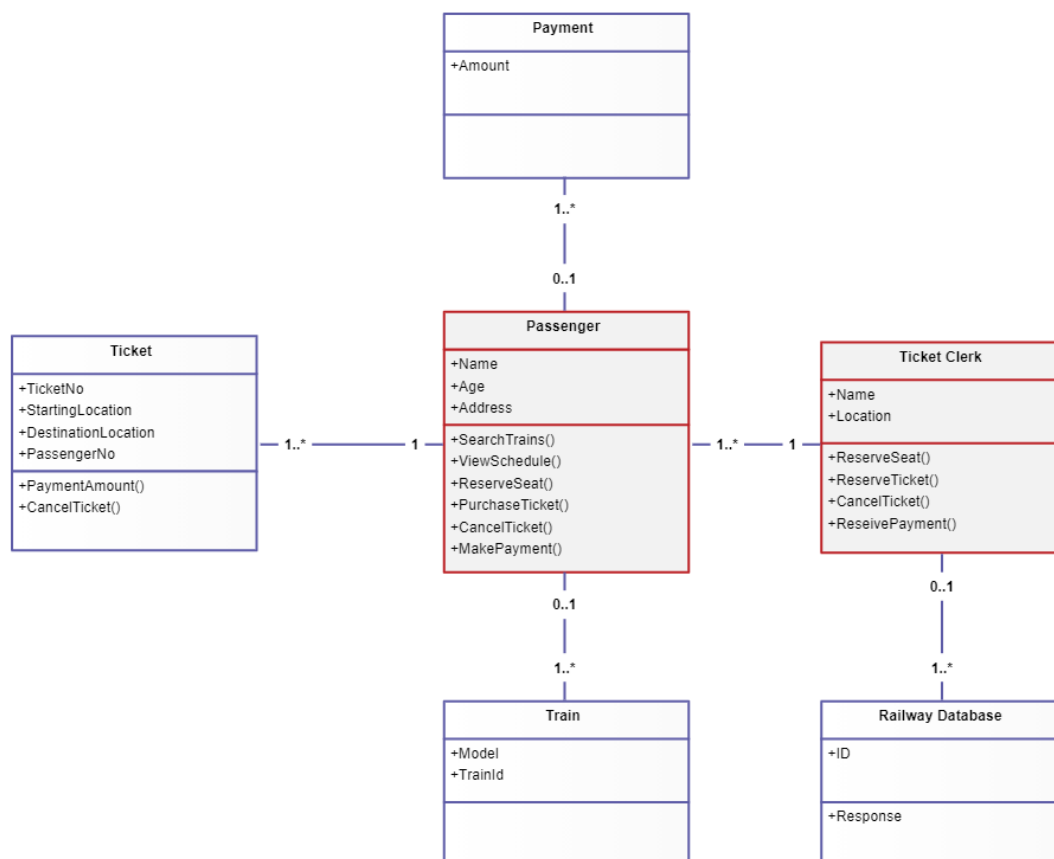 Payment
+Amount
1..*
0..1
Passenger
+Name
+Age
+Address
+SearchTrains()
+ViewSchedule()
+ReserveSeat()
+PurchaseTicket()
+CancelTicket()
+MakePayment()
Ticket
+TicketNo
+StartingLocation
+DestinationLocation
+PassengerNo
+PaymentAmount()
+CancelTicket()
1..*
1
1..*
1
Ticket Clerk
+Name
+Location
+ReserveSeat()
+ReserveTicket()
+CancelTicket()
+ReseivePayment()
0..1
1..*
Train
+Model
+TrainId
0..1
1..*
Railway Database
+ID
+Response